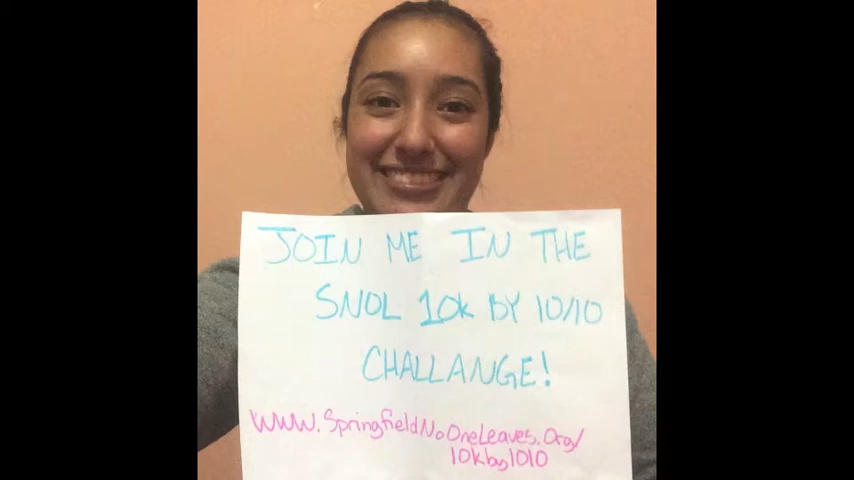 JOIN ME IN THE
SNOL 10k BY 10/10
CHALLANGE!
WWW.SpringfieldNoOneLeaves.Org/
10kby1010